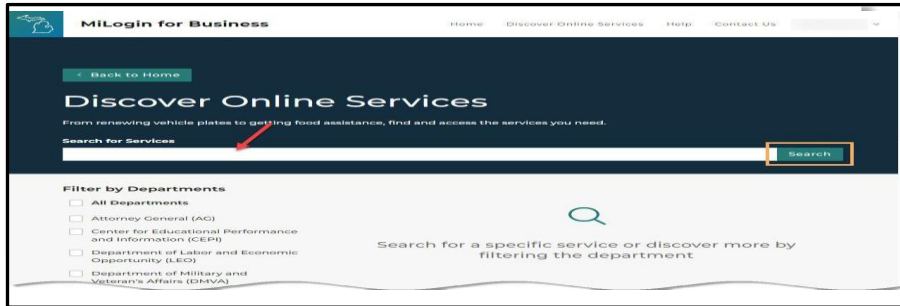 MiLogin for Business
Home Discover Online Services Help Contact Us
< Back to Home
Discover Online Services
From renewing vehicle plates to getting food assistance, find and access the services you need.
Search for Services
Search
Filter by Departments
All Departments
Attorney General (AG)
Center for Educational Performance
and Information (CEPI)
Department of Labor and Economic
Opportunity (LEO)
Department of Military and
Veteran's Affairs (DMVA)
Search for a specific service or discover more by
filtering the department